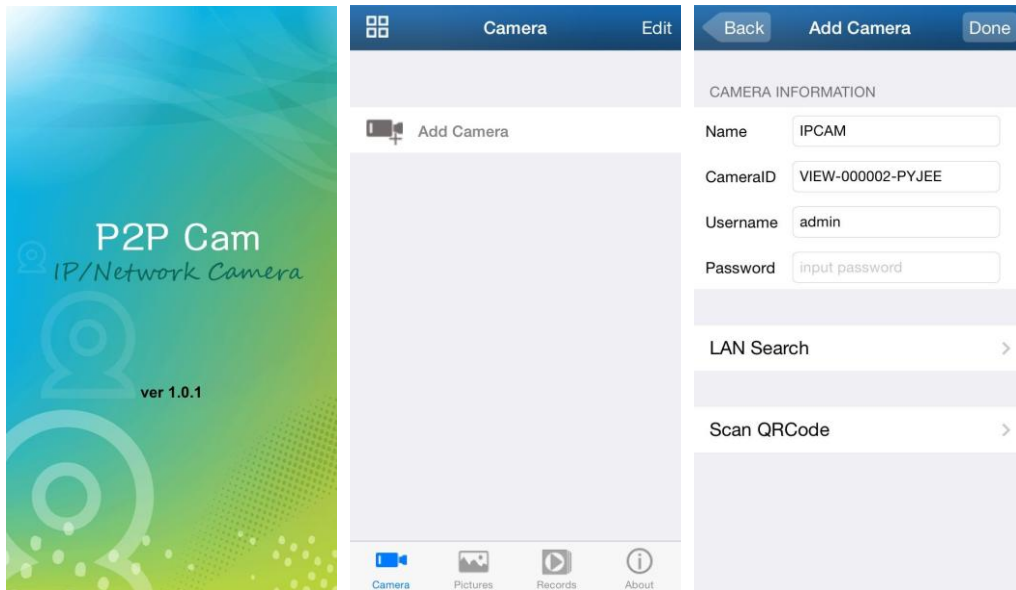 P2P Cam
IP/Network Camera
ver 1.0.1
Camera Edit
Add Camera
Camera Pictures Records About
Back Add Camera Done
CAMERA INFORMATION
Name IPCAM
CameraID VIEW-000002-PYJEE
Username admin
Password input password
LAN Search
Scan QRCode